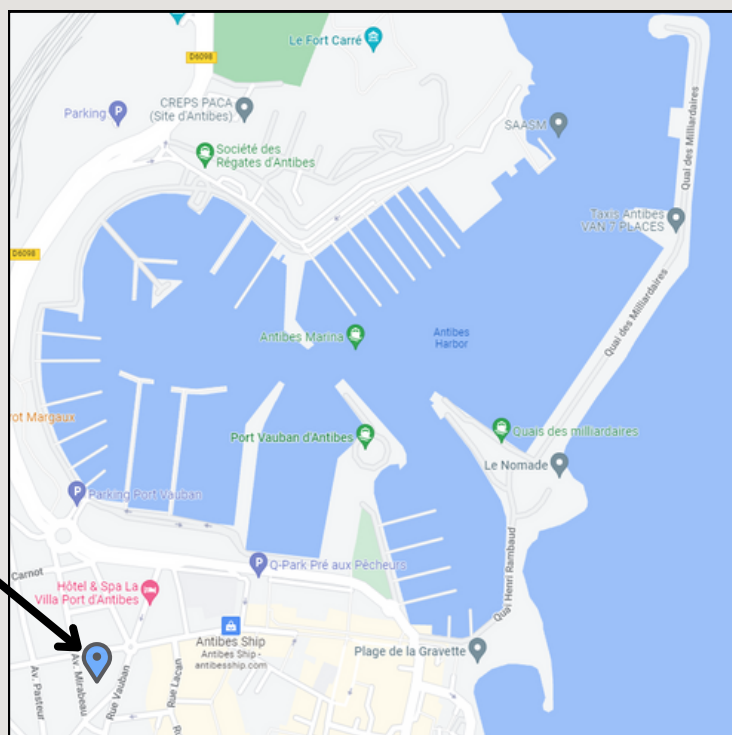 Le Fort Carré
D6098
CREPS PACA
(Site d'Antibes)
Parking
SAASM
Quai des Milliardaires
Société des
Régates d'Antibes
Taxis Antibes
VAN 7 PLACES
D6098
Quai des Milliardaires
Antibes Marina
Antibes
Harbor
ot Margaux
Port Vauban d'Antibes
Quais des milliardaires
Le Nomade
Parking Port Vauban
Q-Park Pré aux Pêcheurs
Carnot
Hôtel & Spa La
Villa Port d'Antibes
Quai Henri Rambaud
Antibes Ship
Antibes Ship -
antibesship.com
Plage de la Gravette
Av. Pasteur
Av. Mirabeau
Rue Vauban
Rue Lacan